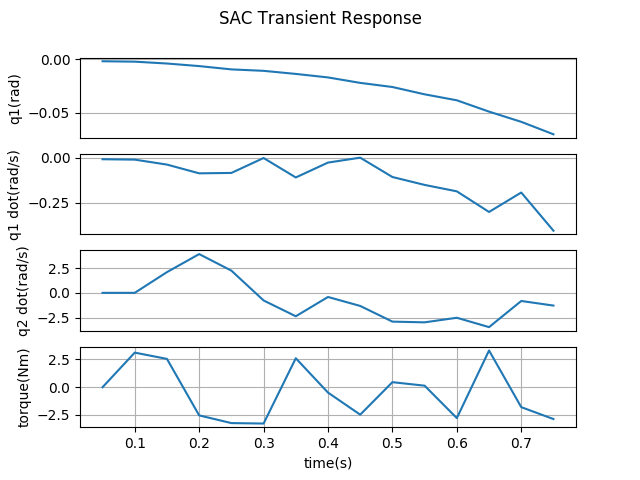 SAC Transient Response
q1(rad)
0.00
−0.05
q1 dot(rad/s)
0.00
−0.25
q2 dot(rad/s)
2.5
0.0
−2.5
torque(Nm)
2.5
0.0
−2.5
0.1 0.2 0.3 0.4 0.5 0.6 0.7
time(s)